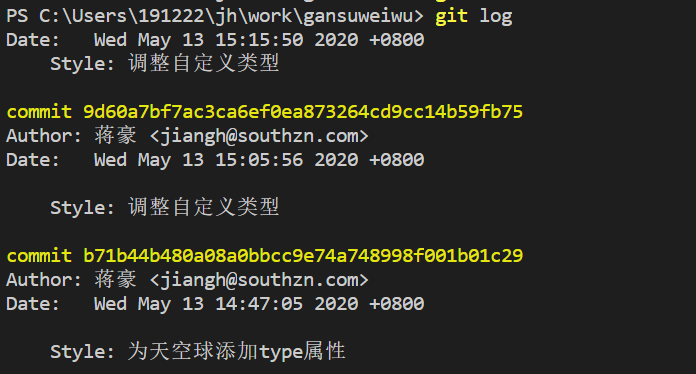 PS C:\Users\191222\jh\work\gansuweiwu> git log
Date:   Wed May 13 15:15:50 2020 +0800
    Style: 调整自定义类型
commit 9d60a7bf7ac3ca6ef0ea873264cd9cc14b59fb75
Author: 蒋豪 <jiangh@southzn.com>
Date:   Wed May 13 15:05:56 2020 +0800
    Style: 调整自定义类型
commit b71b44b480a08a0bbcc9e74a748998f001b01c29
Author: 蒋豪 <jiangh@southzn.com>
Date:   Wed May 13 14:47:05 2020 +0800
    Style: 为天空球添加type属性